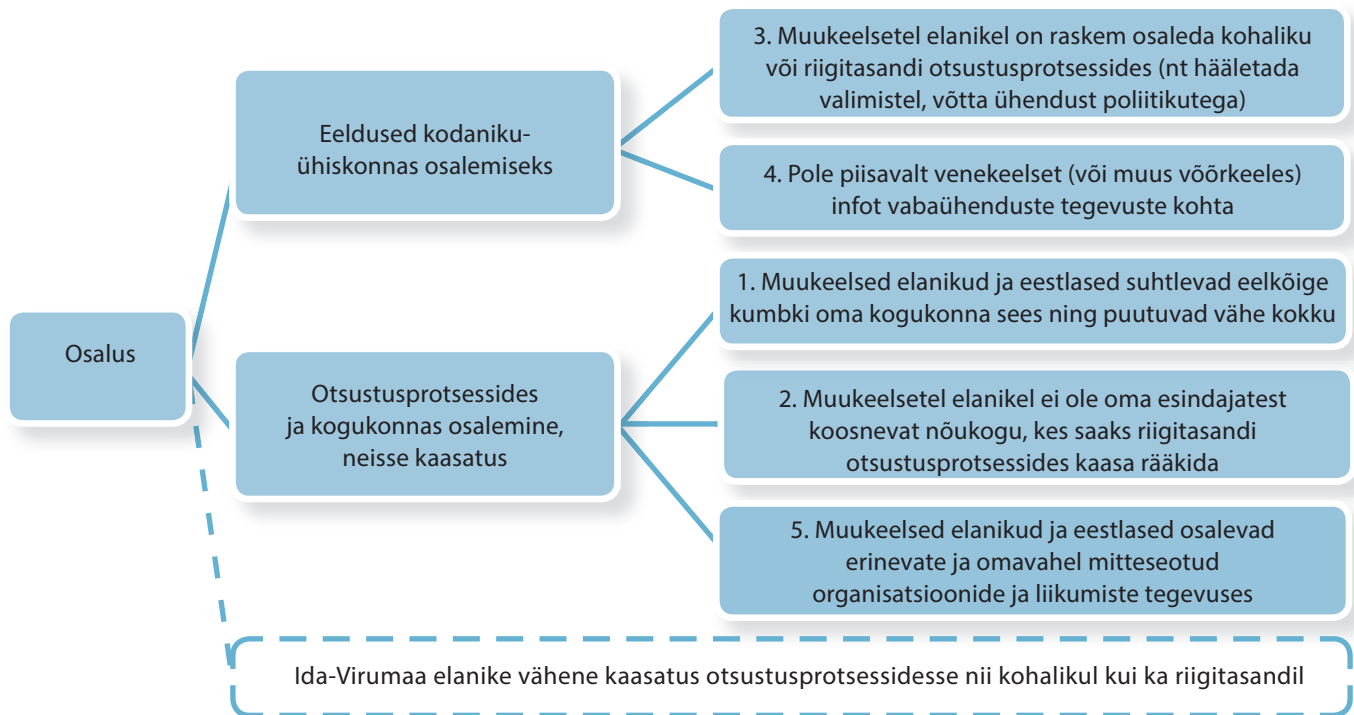 3. Muukeelsetel elanikel on raskem osaleda kohaliku
või riigitasandi otsustusprotsessides (nt hääletada
valimistel, võtta ühendust poliitikutega)
Eeldused kodaniku-
ühiskonnas osalemiseks
4. Pole piisavalt venekeelset (või muus võõrkeeles)
infot vabaühenduste tegevuste kohta
1. Muukeelsed elanikud ja eestlased suhtlevad eelkõige
kumbki oma kogukonna sees ning puutuvad vähe kokku
Osalus
Otsustusprotsessides
ja kogukonnas osalemine,
neisse kaasatus
2. Muukeelsetel elanikel ei ole oma esindajatest
koosnevat nõukogu, kes saaks riigitasandi
otsustusprotsessides kaasa rääkida
5. Muukeelsed elanikud ja eestlased osalevad
erinevate ja omavahel mitteseotud
organisatsioonide ja liikumiste tegevuses
Ida-Virumaa elanike vähene kaasatus otsustusprotsessidesse nii kohalikul kui ka riigitasandil